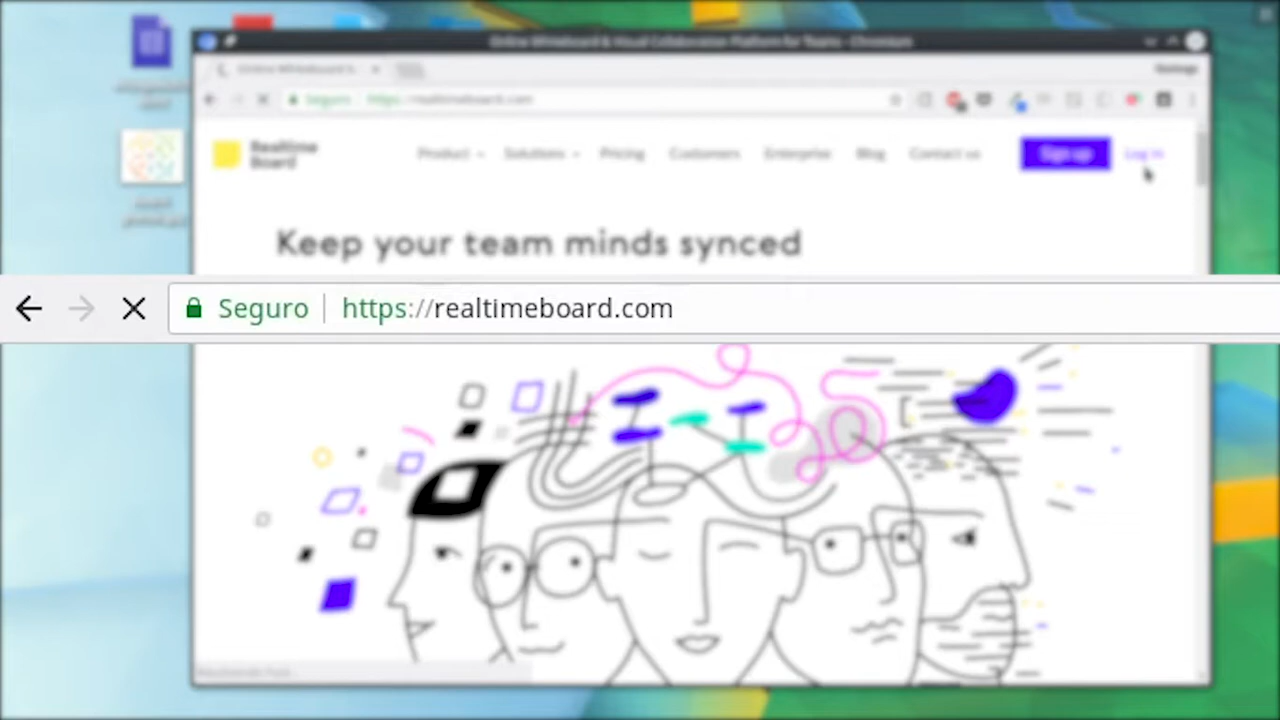 Online Whiteboard & Visual Collaboration Platform for Teams - Chromium
Seguro https://realtimeboard.com
Realtime
Board
Product Solutions Pricing Customers Enterprise Blog Contact us Sign up Log in
Keep your team minds synced
Seguro https://realtimeboard.com